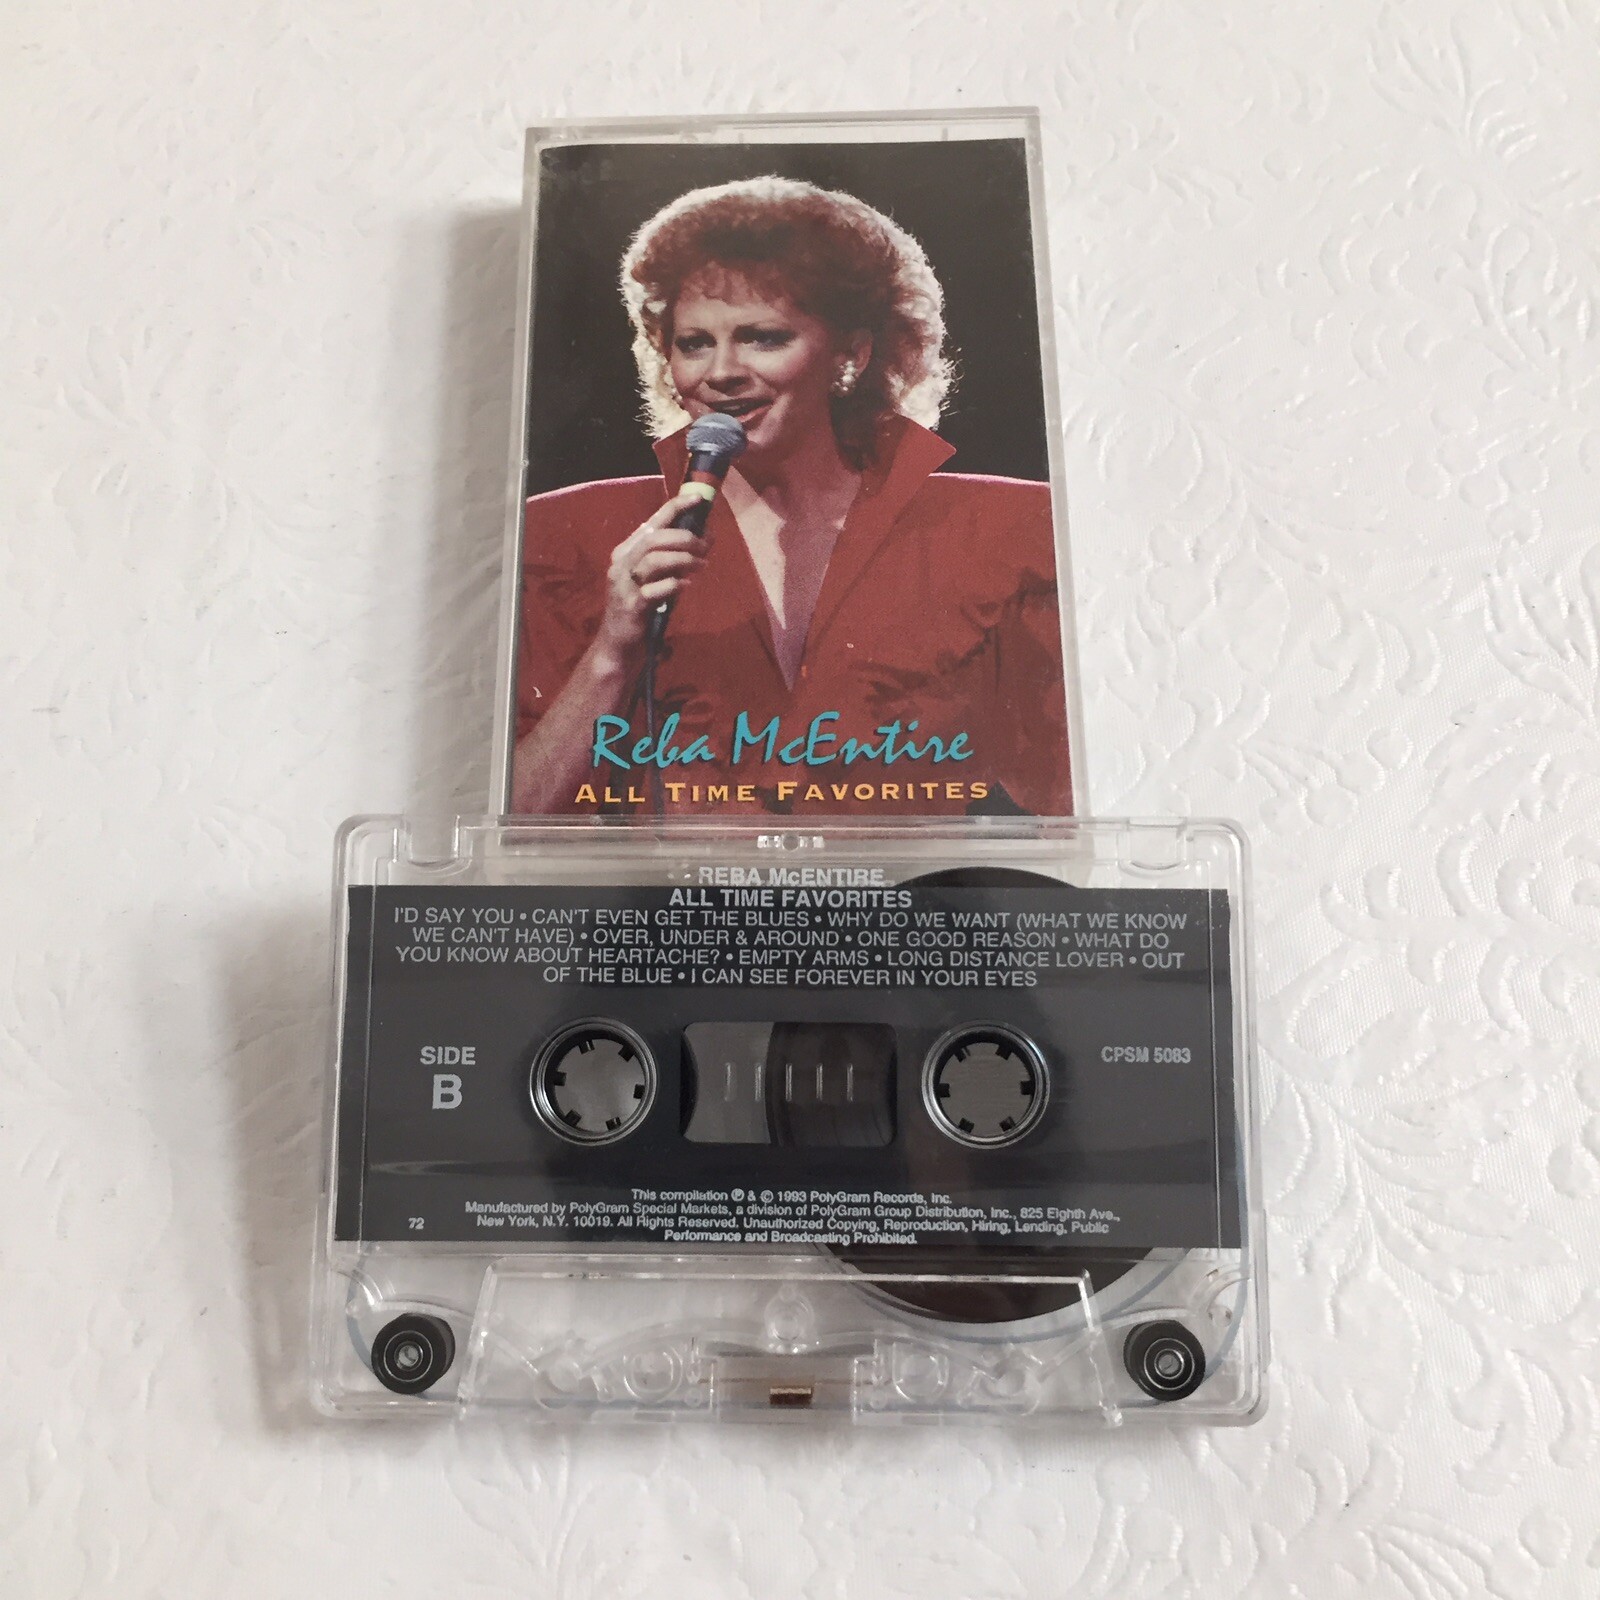 Reba McEntire
ALL TIME FAVORITES
REBA McENTIRE
ALL TIME FAVORITES
I'D SAY YOU • CAN'T EVEN GET THE BLUES • WHY DO WE WANT (WHAT WE KNOW
WE CAN'T HAVE) • OVER, UNDER & AROUND • ONE GOOD REASON • WHAT DO
YOU KNOW ABOUT HEARTACHE? • EMPTY ARMS • LONG DISTANCE LOVER • OUT
OF THE BLUE • I CAN SEE FOREVER IN YOUR EYES
SIDE
B
CPSM 5083
This compilation ℗ & © 1993 PolyGram Records, Inc.
Manufactured by PolyGram Special Markets, a division of PolyGram Group Distribution, Inc., 825 Eighth Ave.,
New York, N.Y. 10019. All Rights Reserved. Unauthorized Copying, Reproduction, Hiring, Lending, Public
Performance and Broadcasting Prohibited.
72